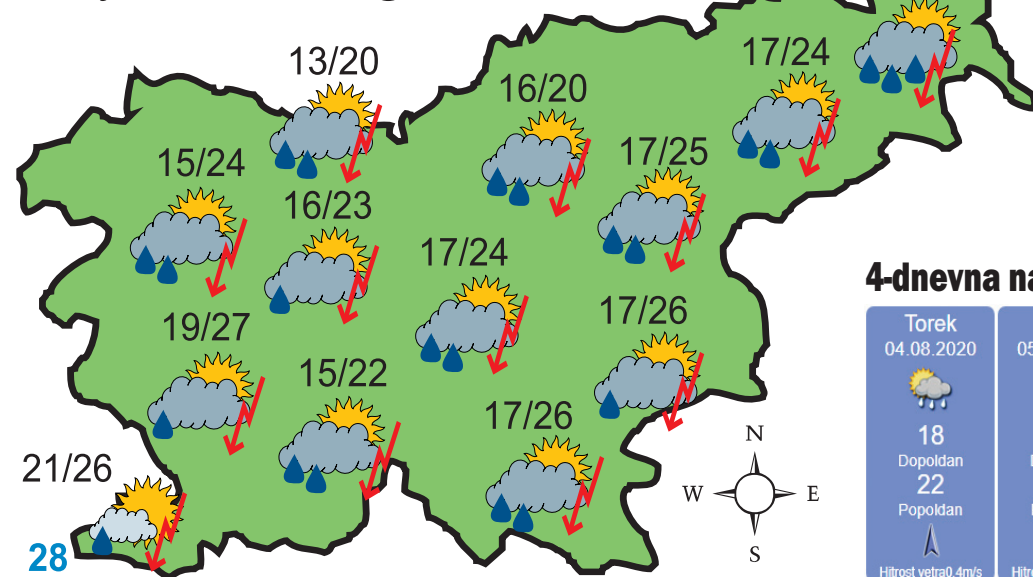 13/20
17/24
16/20
15/24
17/25
16/23
17/24
19/27
17/26
15/22
17/26
21/26
28
N
W
E
S
4-dnevna
Torek
04.08.2020
18
Dopoldan
22
Popoldan
Hitrost vetra0.4m/s